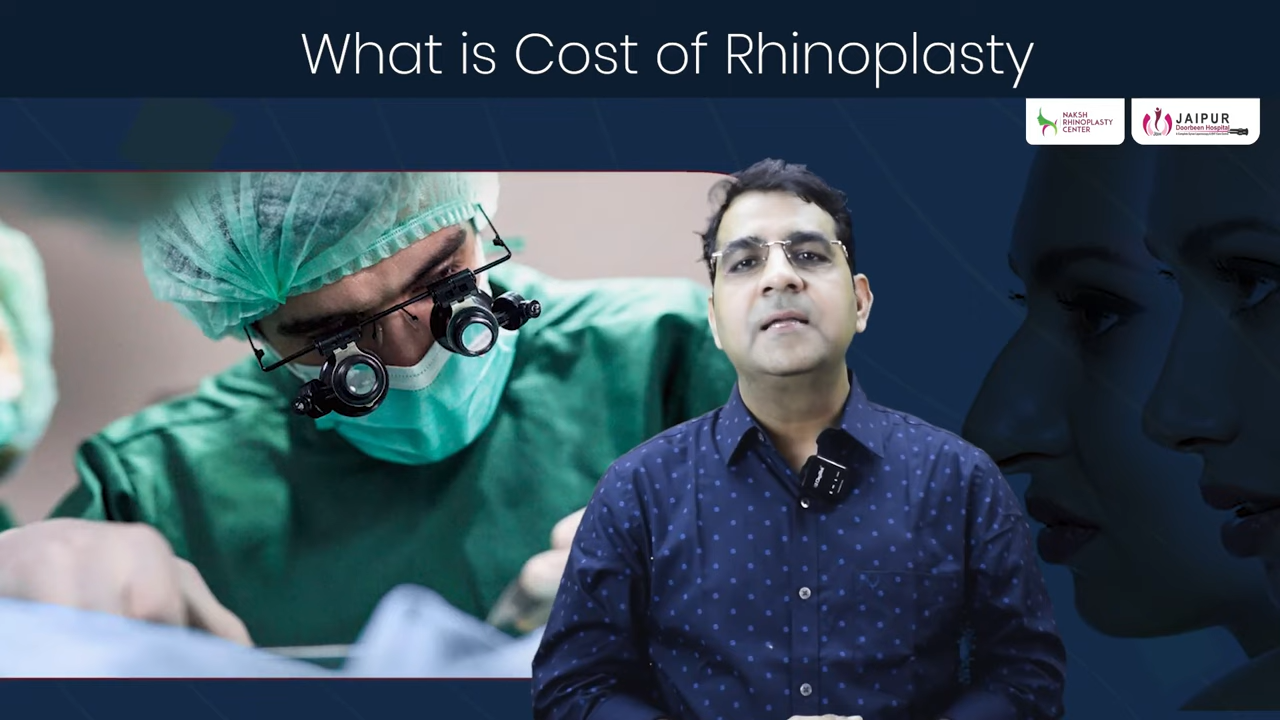 What is Cost of Rhinoplasty
NAKSH
RHINOPLASTY
CENTER
JAIPUR
Doorbeen Hospital